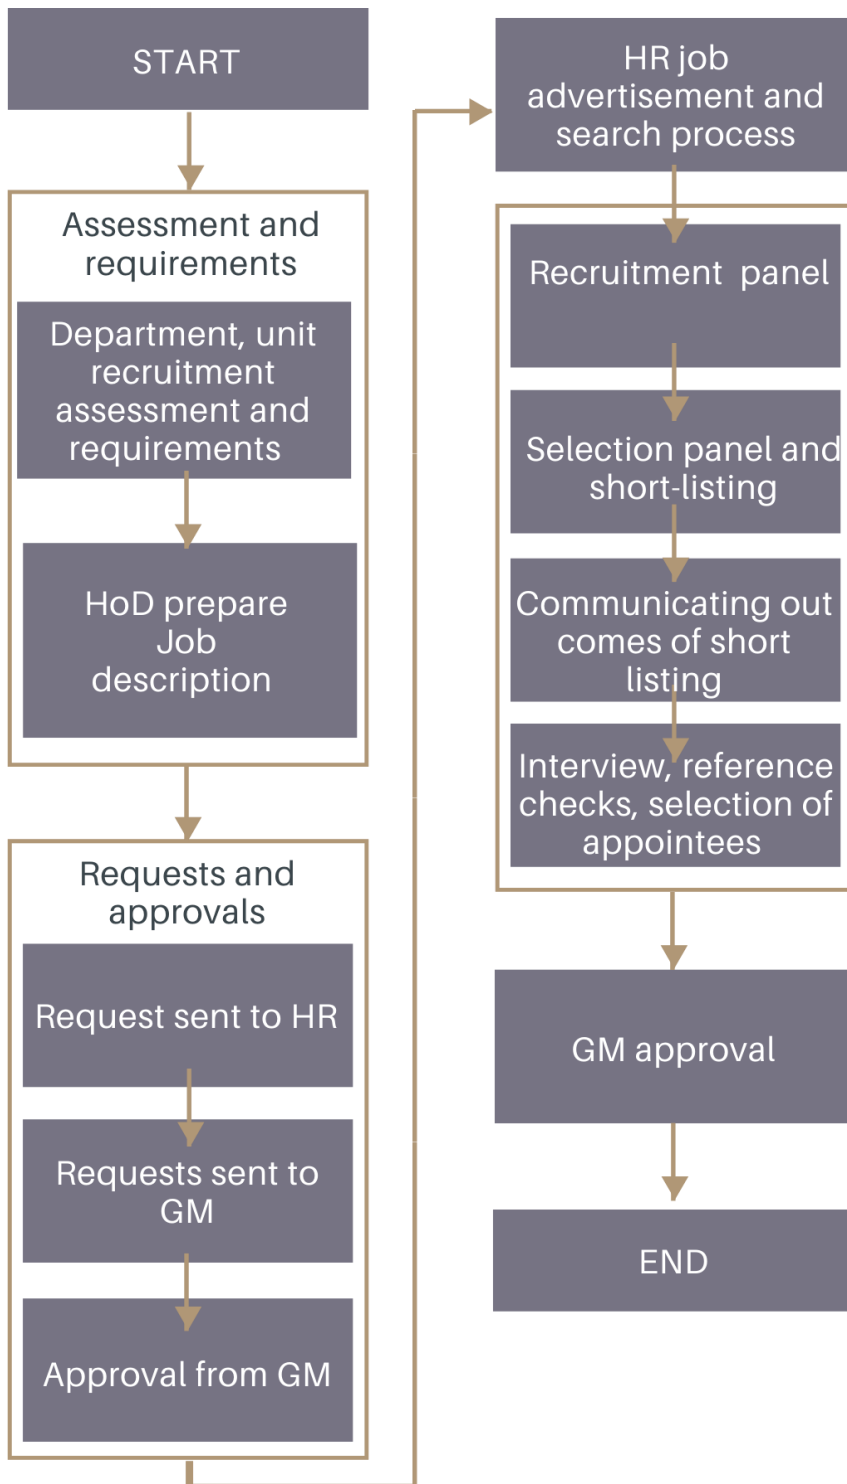 START
Assessment and
requirements
Department, unit
recruitment
assessment and
requirements
HoD prepare
Job
description
Requests and
approvals
Request sent to HR
Requests sent to
GM
Approval from GM
HR job
advertisement and
search process
Recruitment panel
Selection panel and
short-listing
Communicating out
comes of short
listing
Interview, reference
checks, selection of
appointees
GM approval
END